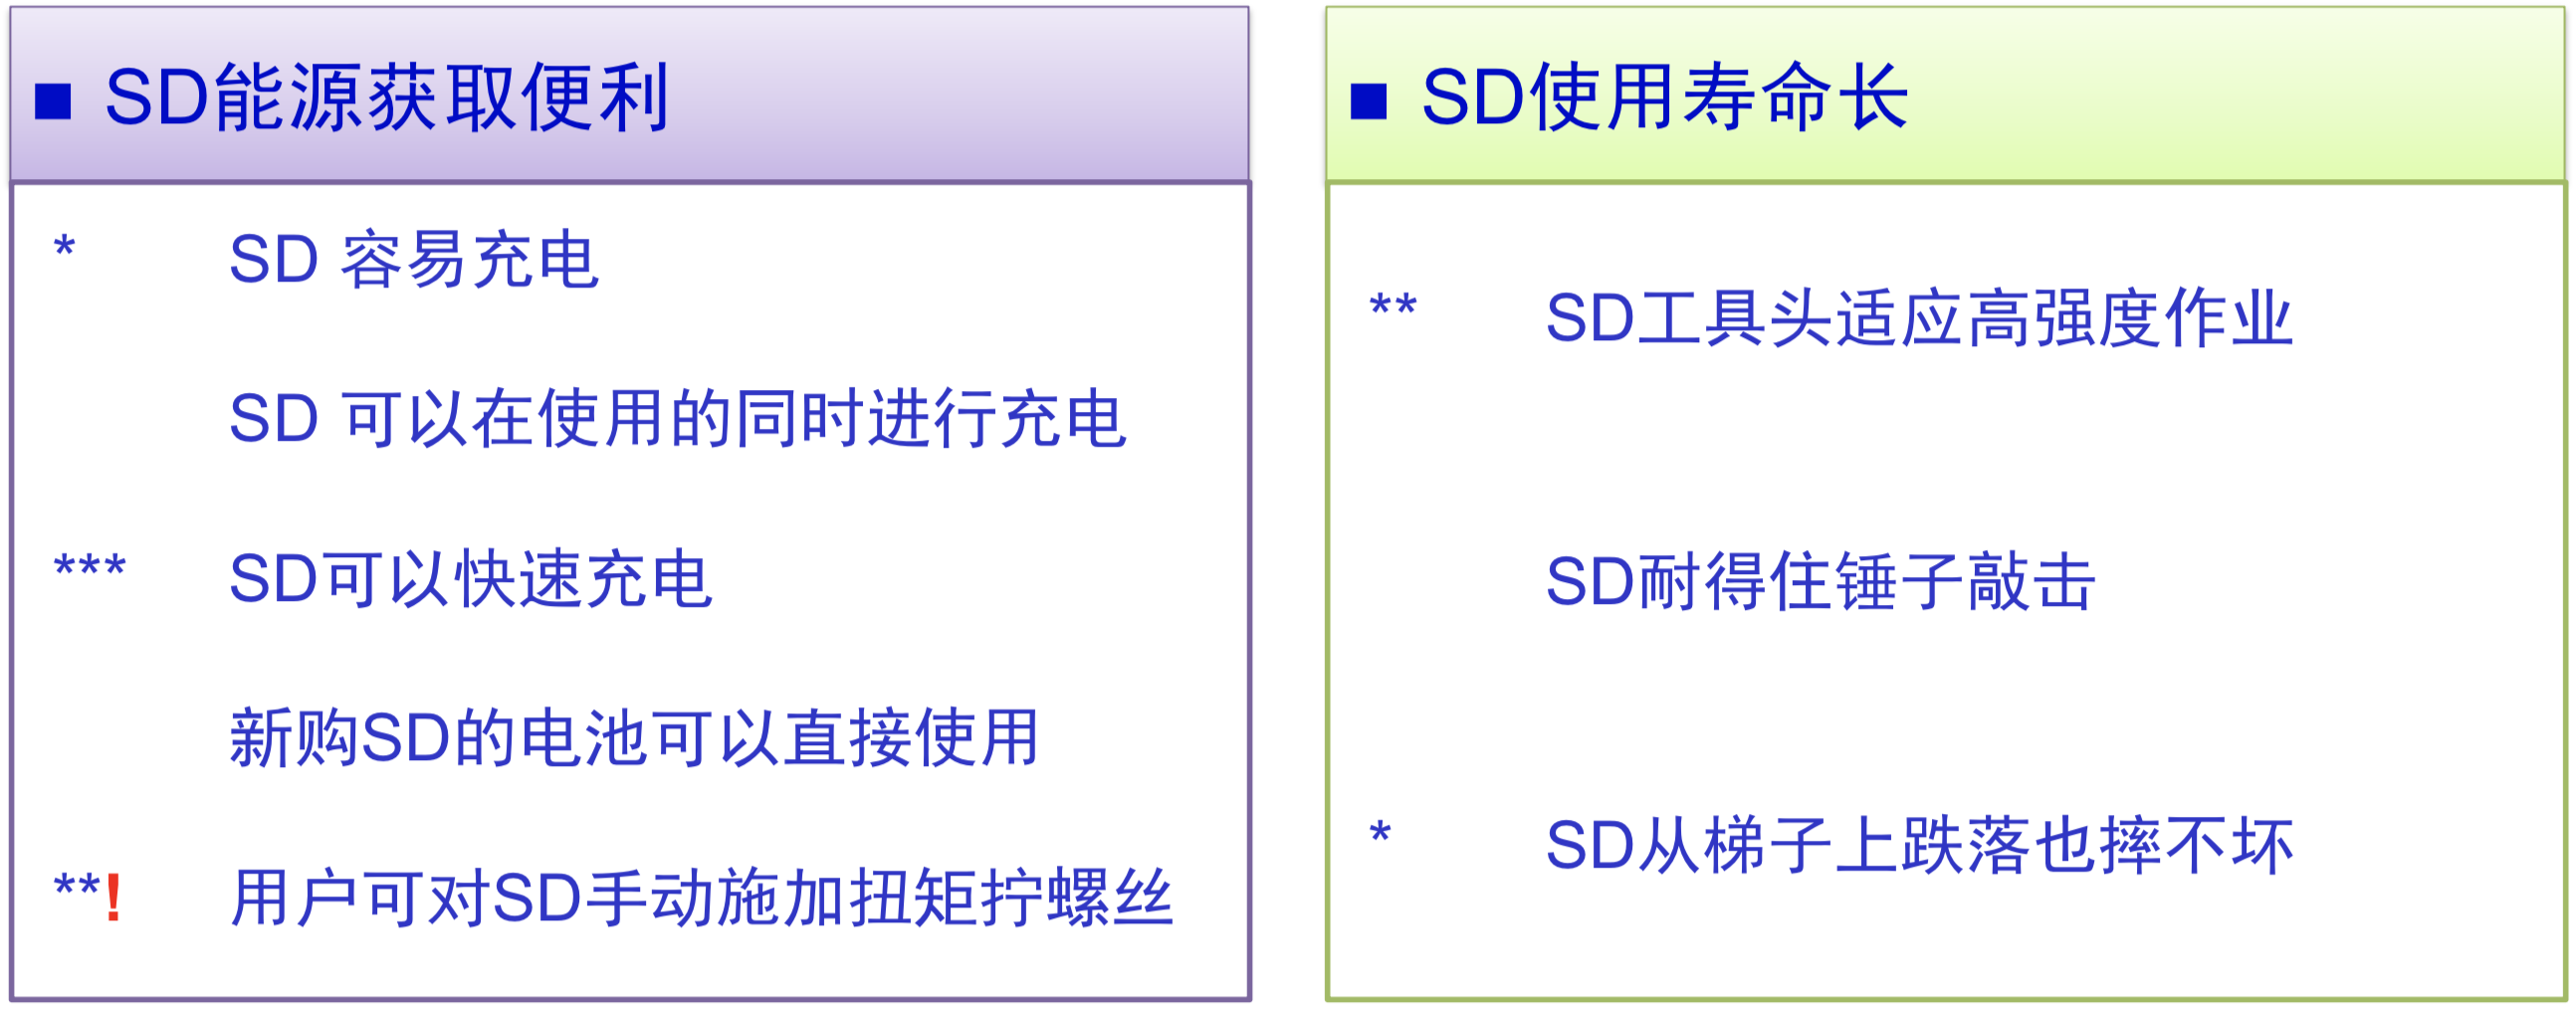 ■ SD能源获取便利
* SD 容易充电
SD 可以在使用的同时进行充电
*** SD可以快速充电
新购SD的电池可以直接使用
**! 用户可对SD手动施加扭矩拧螺丝
■ SD使用寿命长
** SD工具头适应高强度作业
SD耐得住锤子敲击
* SD从梯子上跌落也摔不坏